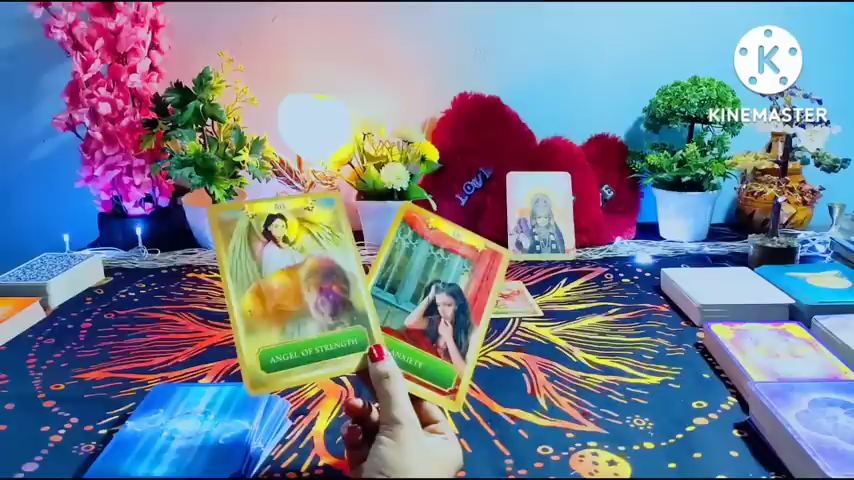 K
KINEMASTER
LOVE
ANGEL OF STRENGTH
ANXIETY